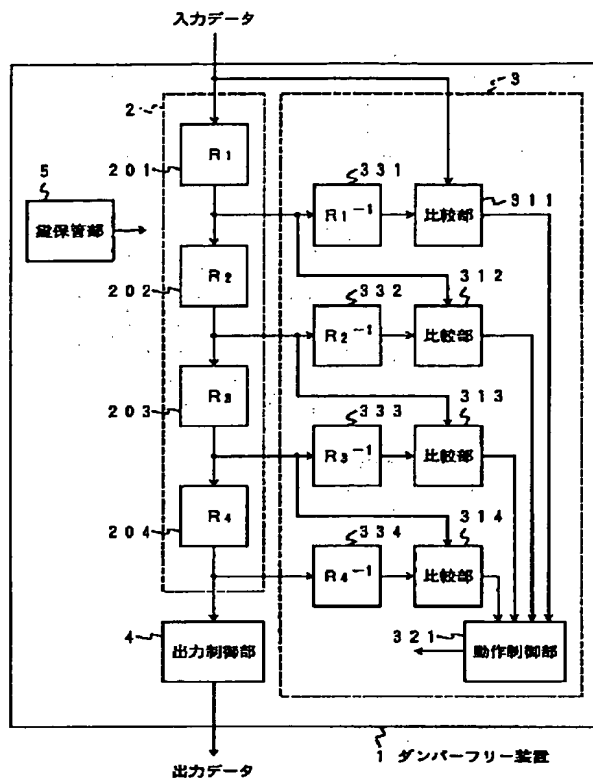 入力データ
3
2
R1
201
331
R1⁻¹
比較部
311
5
鍵保管部
R2
202
332
R2⁻¹
比較部
312
R3
203
333
R3⁻¹
比較部
313
R4
204
334
R4⁻¹
比較部
314
4
出力制御部
321
動作制御部
1 ダンパーフリー装置
出力データ